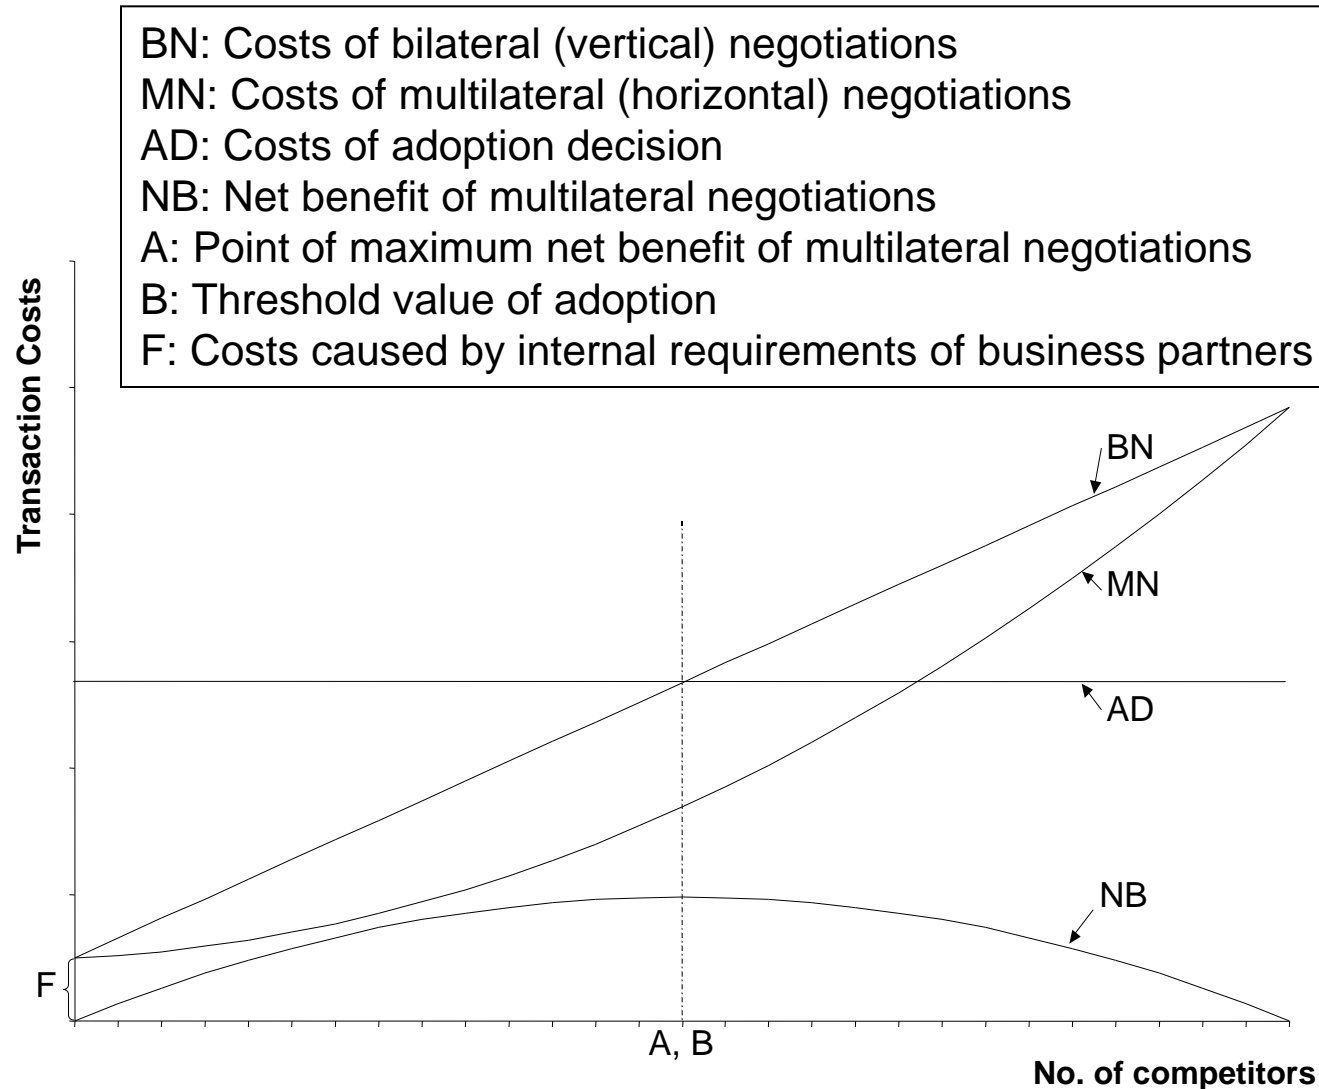 BN: Costs of bilateral (vertical) negotiations
MN: Costs of multilateral (horizontal) negotiations
AD: Costs of adoption decision
NB: Net benefit of multilateral negotiations
A: Point of maximum net benefit of multilateral negotiations
B: Threshold value of adoption
F: Costs caused by internal requirements of business partners
Transaction Costs
BN
MN
AD
NB
F
A, B
No. of competitors